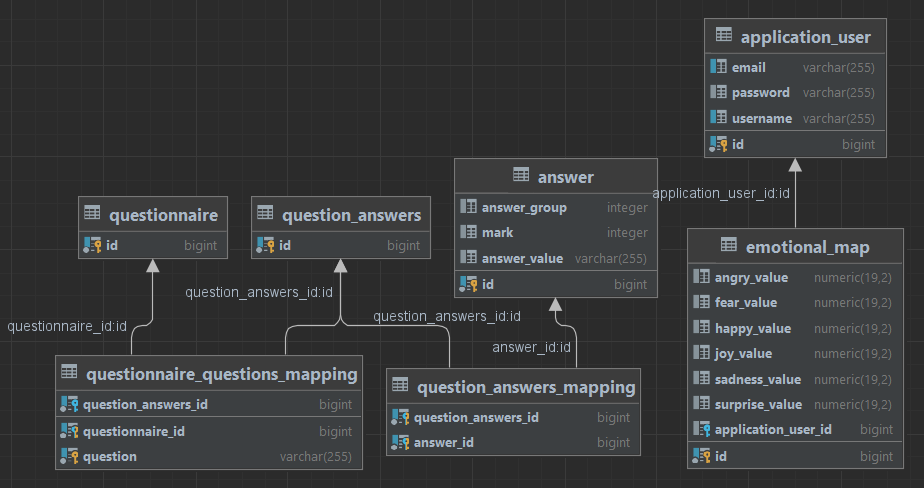 application_user
email varchar(255)
password varchar(255)
username varchar(255)
id bigint
answer
answer_group integer
mark integer
answer_value varchar(255)
id bigint
application_user_id:id
questionnaire
id bigint
question_answers
id bigint
emotional_map
angry_value numeric(19,2)
fear_value numeric(19,2)
happy_value numeric(19,2)
joy_value numeric(19,2)
sadness_value numeric(19,2)
surprise_value numeric(19,2)
application_user_id bigint
id bigint
question_answers_id:id
questionnaire_id:id
question_answers_id:id
answer_id:id
questionnaire_questions_mapping
question_answers_id bigint
questionnaire_id bigint
question varchar(255)
question_answers_mapping
question_answers_id bigint
answer_id bigint